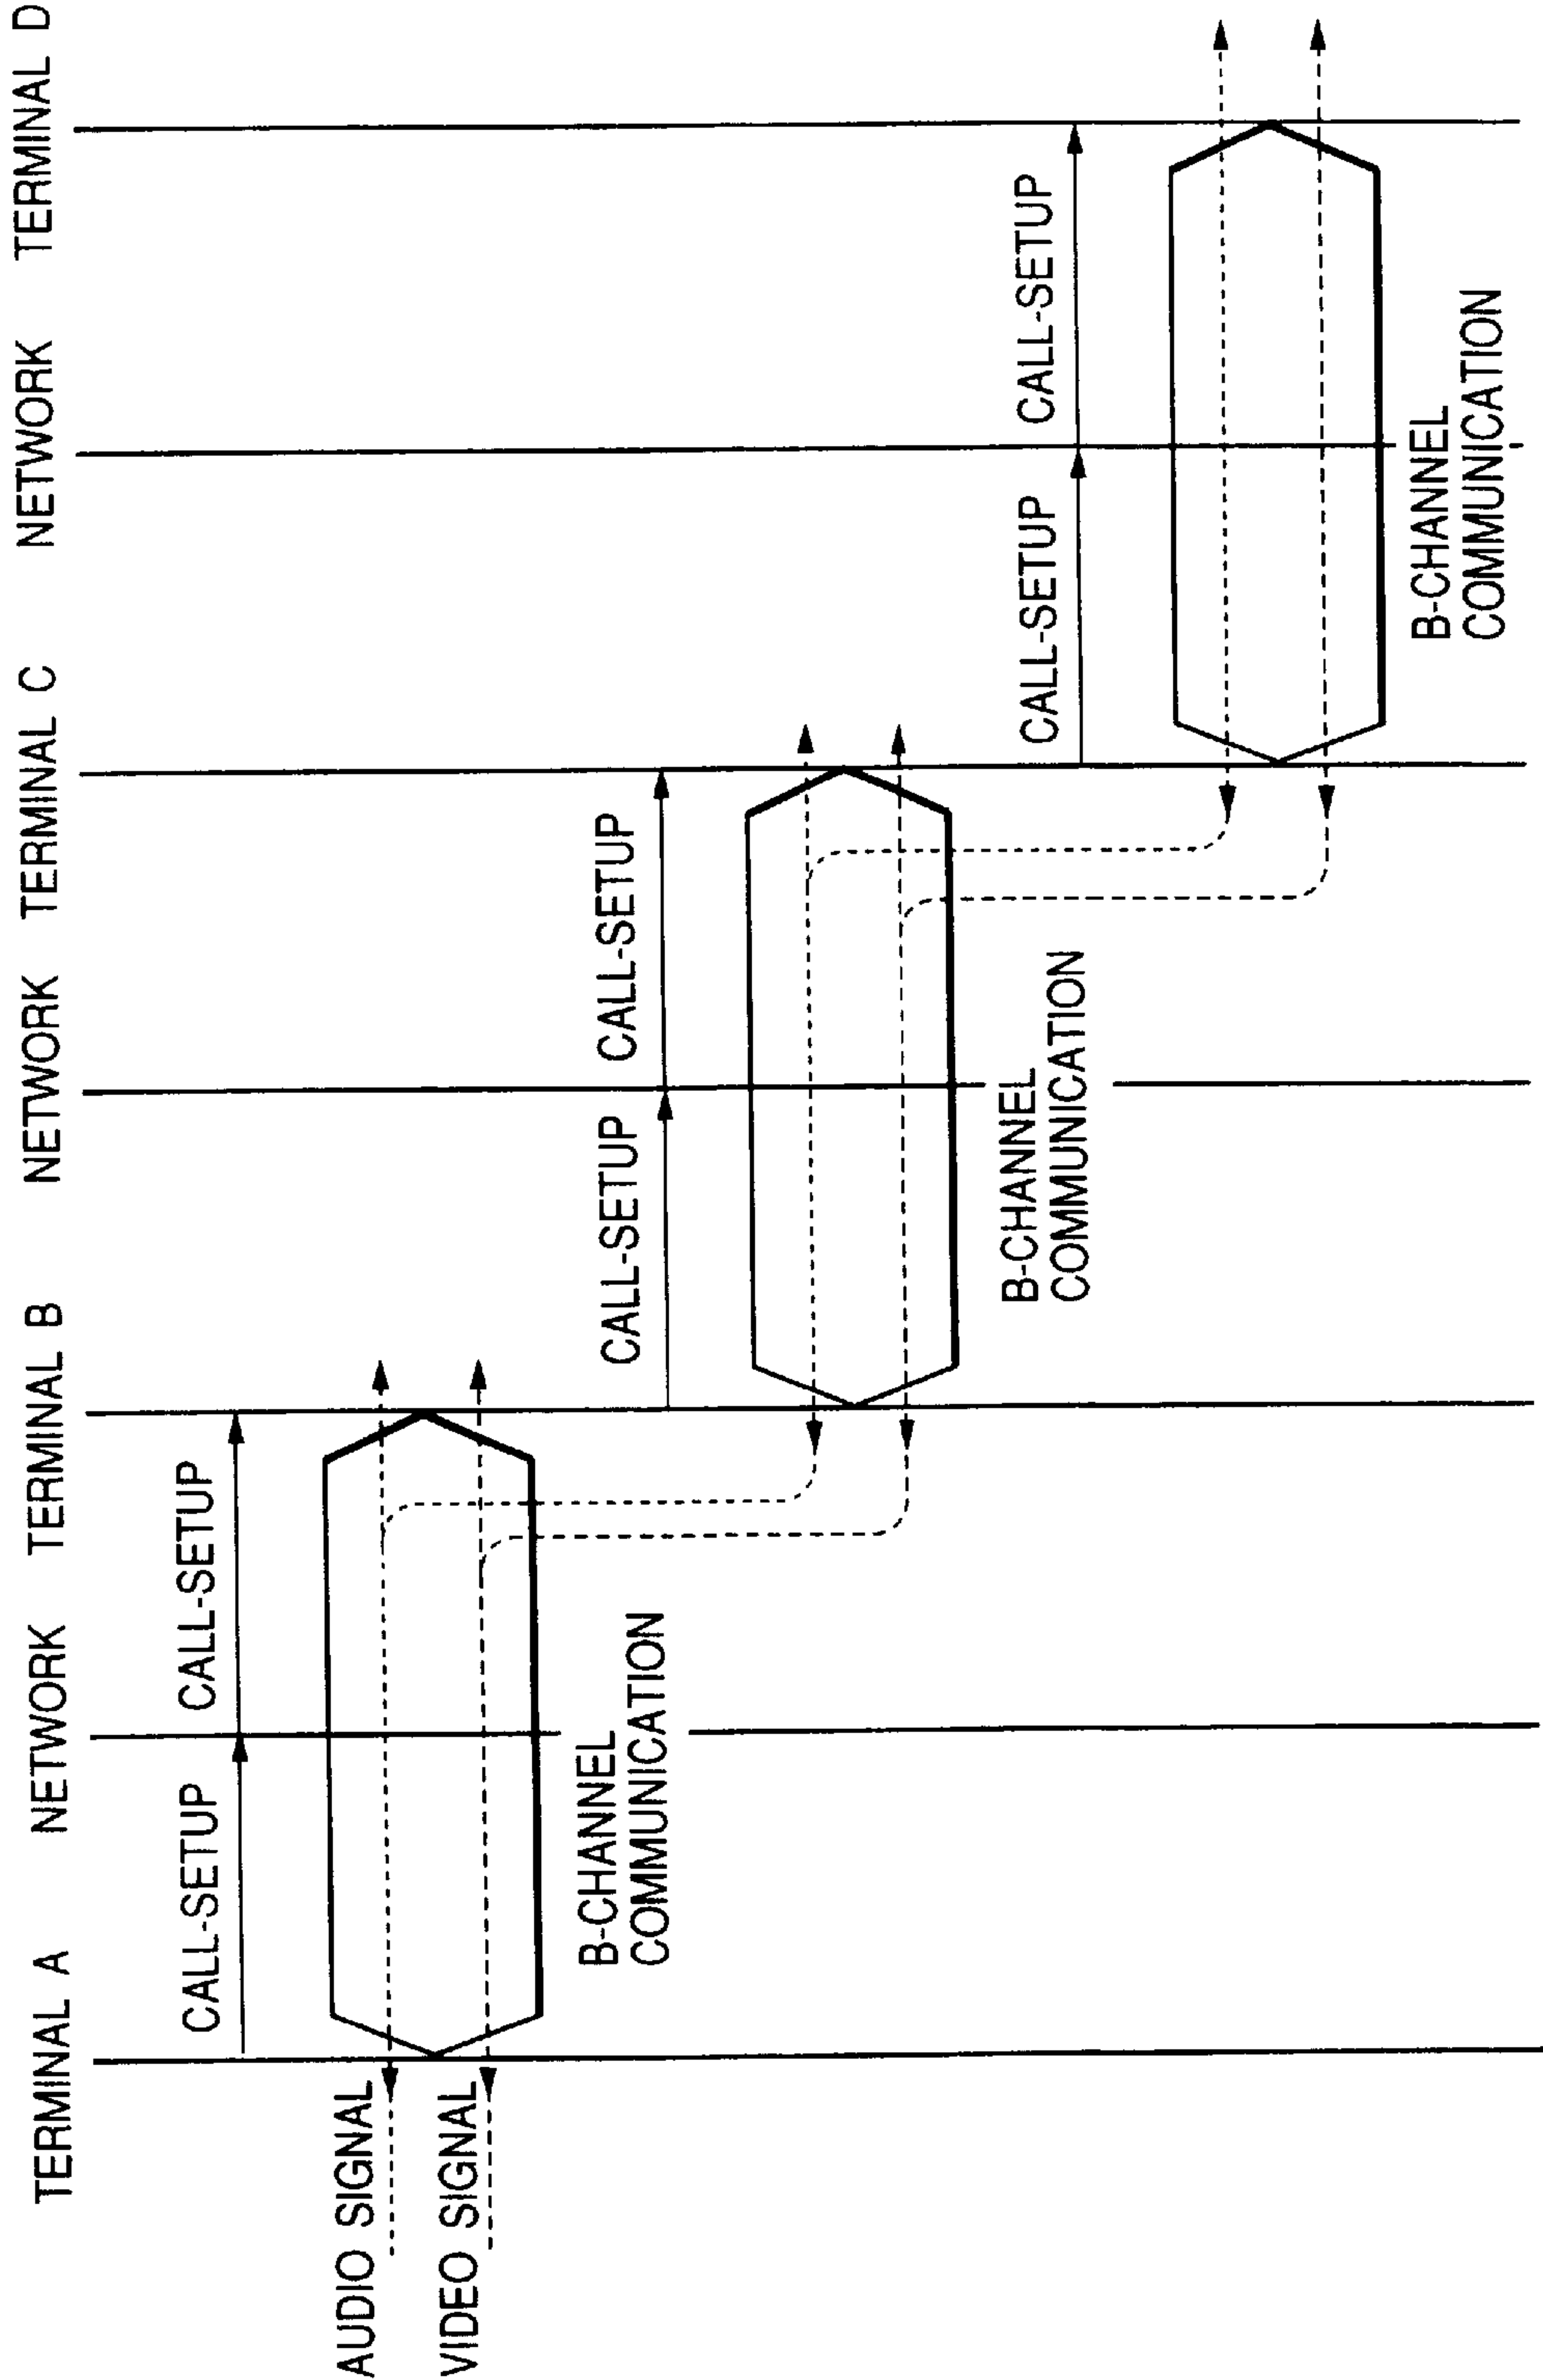 TERMINAL A
NETWORK
TERMINAL B
NETWORK
TERMINAL C
NETWORK
TERMINAL D
CALL-SETUP
CALL-SETUP
AUDIO SIGNAL
VIDEO SIGNAL
B-CHANNEL
COMMUNICATION
CALL-SETUP
CALL-SETUP
B-CHANNEL
COMMUNICATION
CALL-SETUP
CALL-SETUP
B-CHANNEL
COMMUNICATION